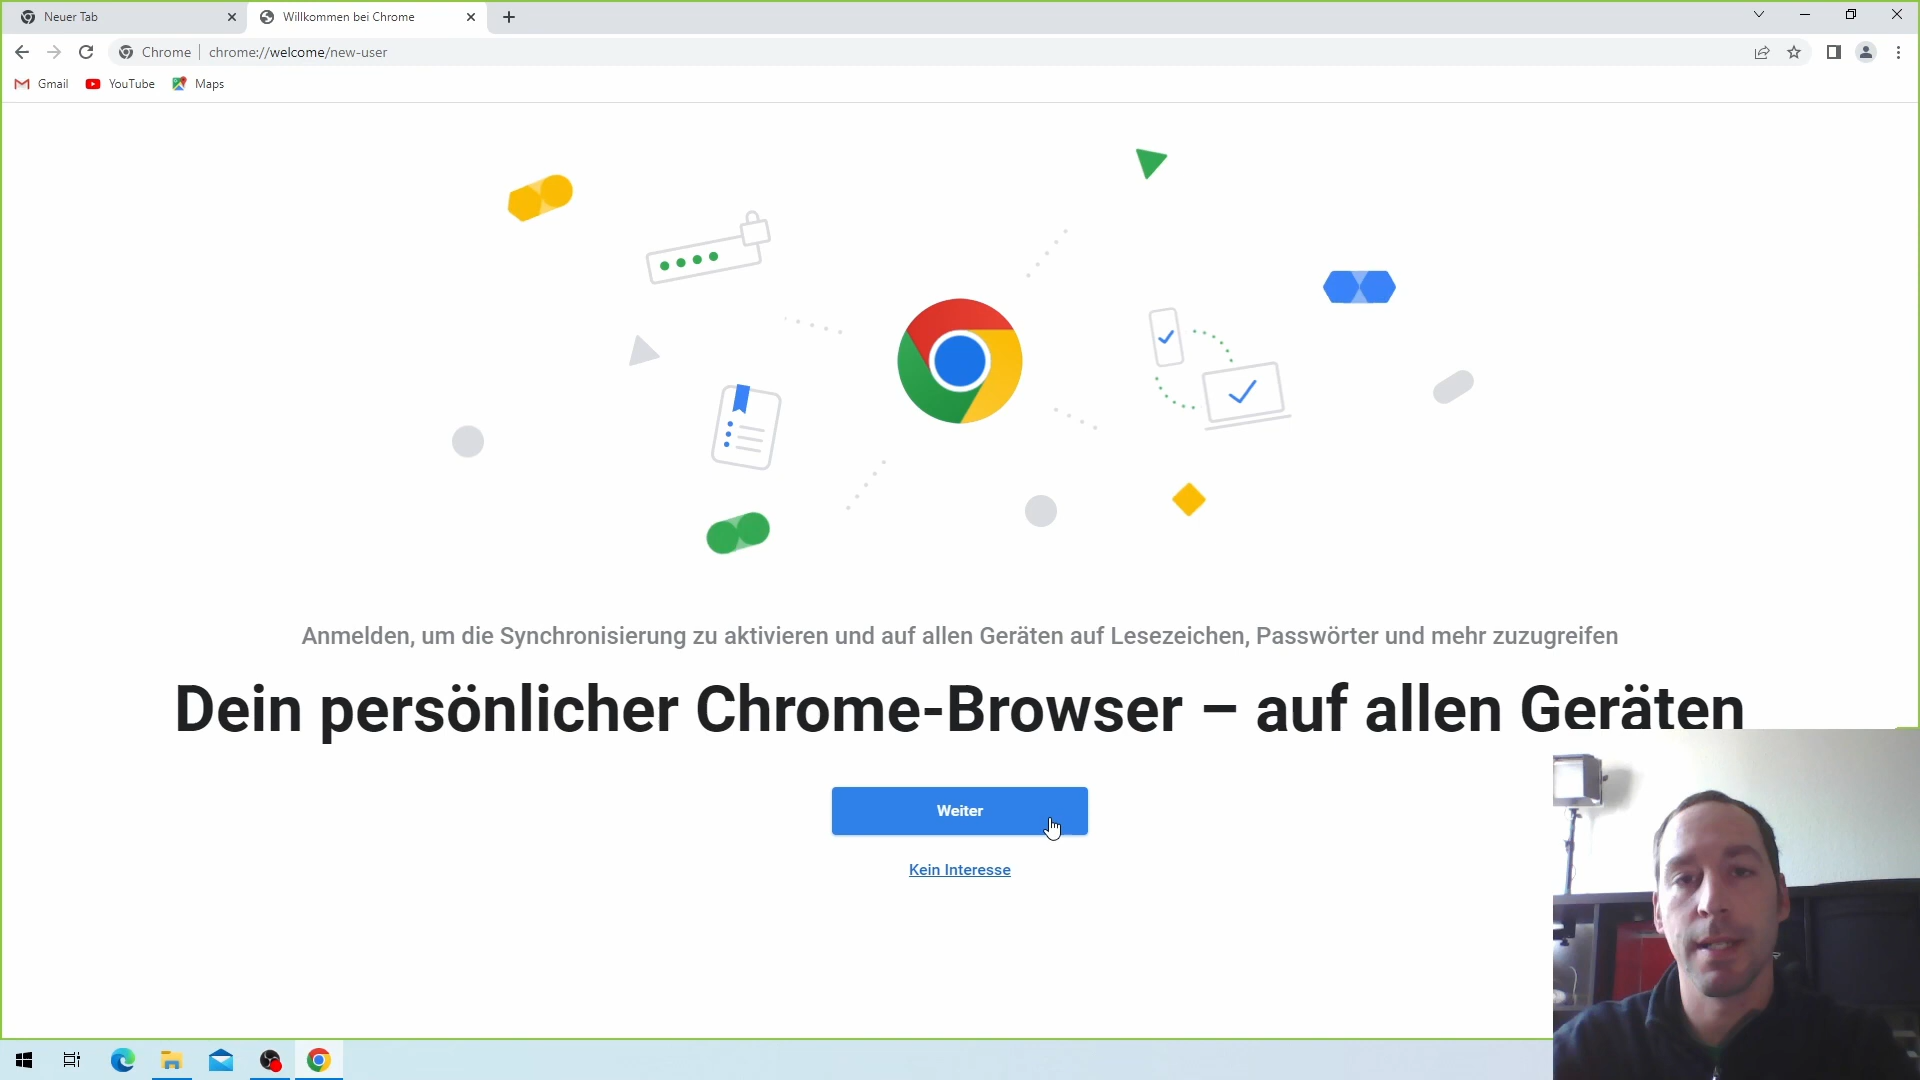 Neuer Tab
Willkommen bei Chrome
Chrome
chrome://welcome/new-user
Gmail
YouTube
Maps
Anmelden, um die Synchronisierung zu aktivieren und auf allen Geräten auf Lesezeichen, Passwörter und mehr zuzugreifen
Dein persönlicher Chrome-Browser – auf allen Geräten
Weiter
Kein Interesse